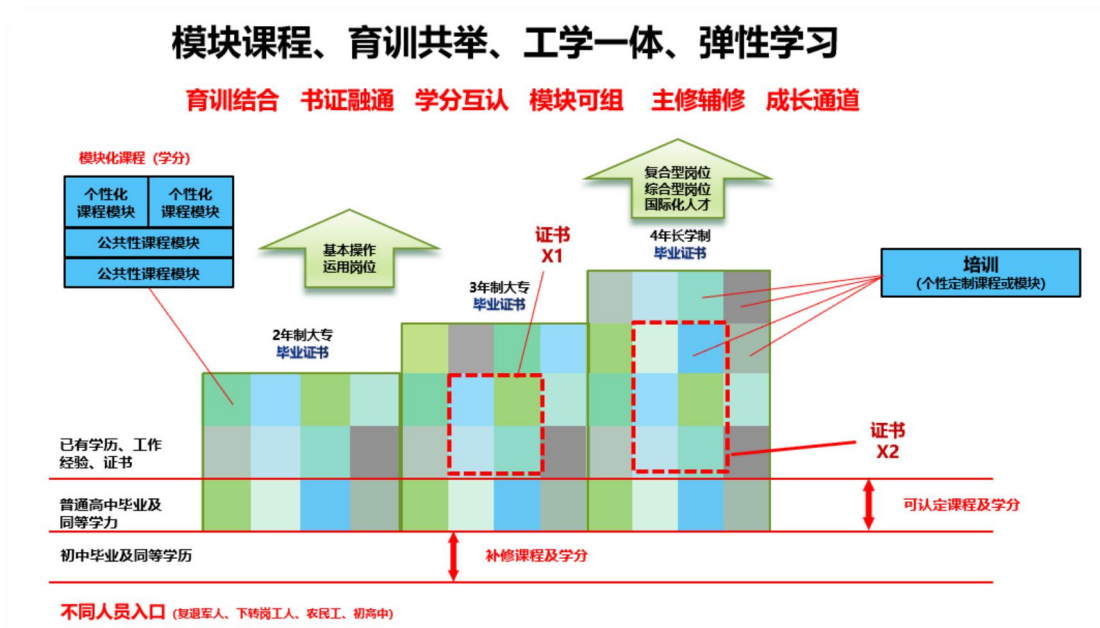 模块课程、育训共举、工学一体、弹性学习
育训结合 书证融通 学分互认 模块可组 主修辅修 成长通道
模块化课程（学分）
个性化
课程模块
个性化
课程模块
公共性课程模块
公共性课程模块
基本操作
运用岗位
复合型岗位
综合型岗位
国际化人才
证书
X1
4年长学制
毕业证书
3年制大专
毕业证书
2年制大专
毕业证书
培训
(个性定制课程或模块)
证书
X2
已有学历、工作
经验、证书
普通高中毕业及
同等学力
可认定课程及学分
初中毕业及同等学历
补修课程及学分
不同人员入口 (复退军人、下转岗工人、农民工、初高中)